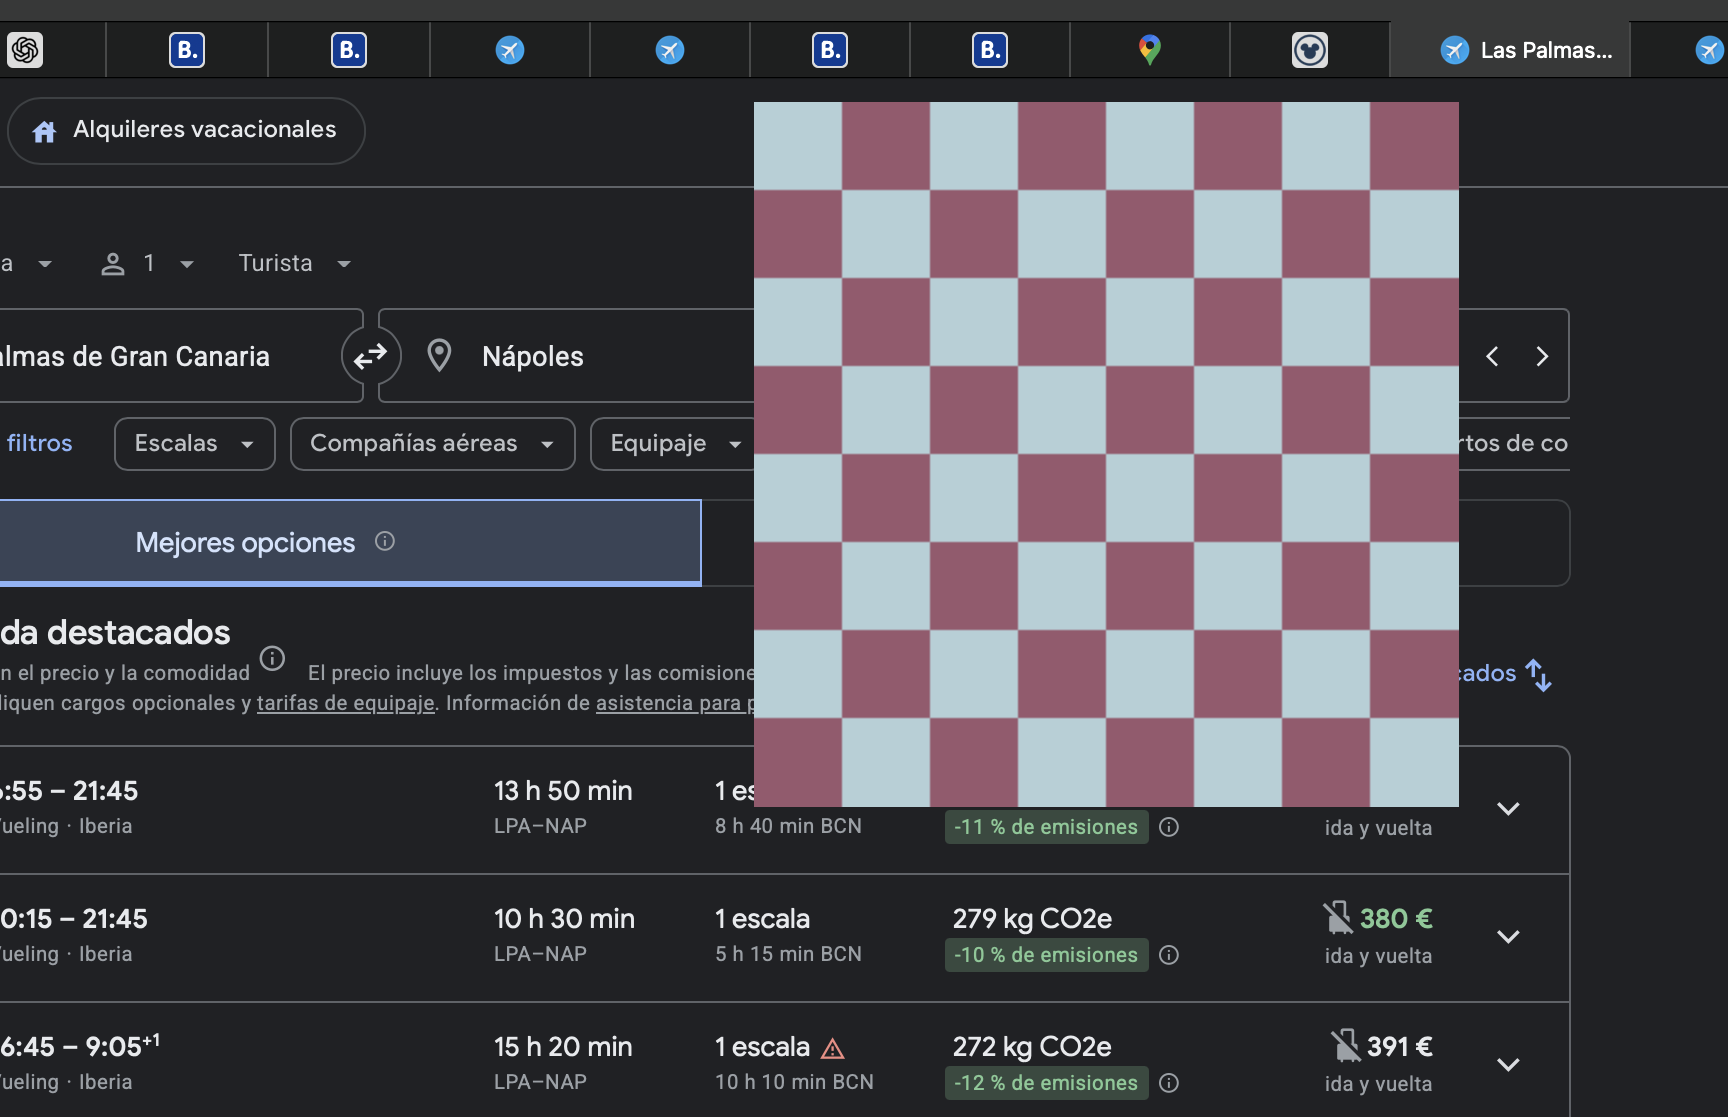 B.
B.
B.
B.
Las Palmas...
Alquileres vacacionales
a
1
Turista
almas de Gran Canaria
Nápoles
filtros
Escalas
Compañías aéreas
Equipaje
rtos de co
Mejores opciones
da destacados
n el precio y la comodidad
El precio incluye los impuestos y las comisione
cados
liquen cargos opcionales y tarifas de equipaje. Información de asistencia para p
:55 – 21:45
13 h 50 min
1 es
ueling · Iberia
LPA–NAP
8 h 40 min BCN
-11 % de emisiones
ida y vuelta
0:15 – 21:45
10 h 30 min
1 escala
279 kg CO2e
380 €
ueling · Iberia
LPA–NAP
5 h 15 min BCN
-10 % de emisiones
ida y vuelta
6:45 – 9:05+1
15 h 20 min
1 escala
272 kg CO2e
391 €
ueling · Iberia
LPA–NAP
10 h 10 min BCN
-12 % de emisiones
ida y vuelta